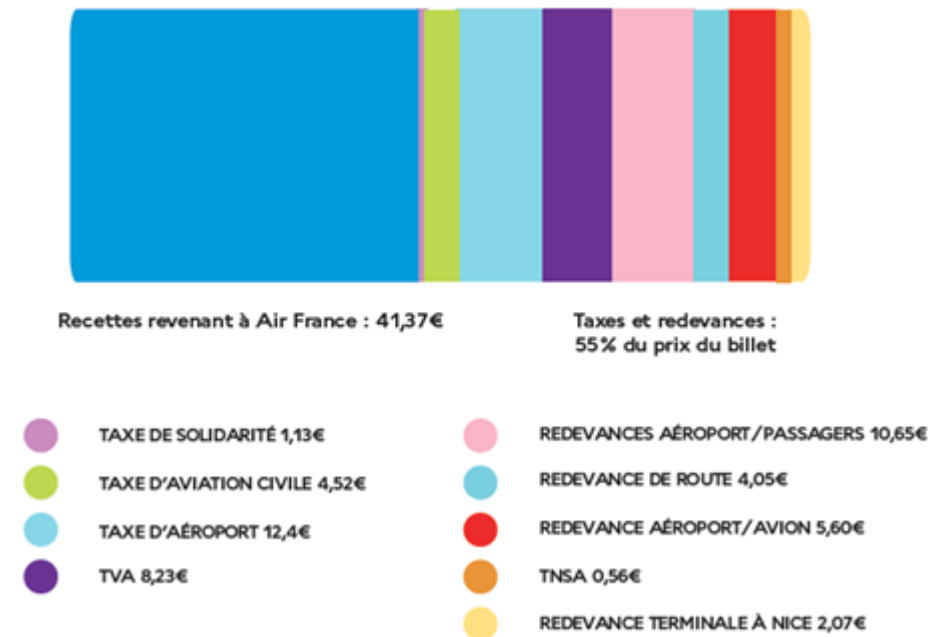 Recettes revenant à Air France : 41,37€
Taxes et redevances :
55% du prix du billet
TAXE DE SOLIDARITÉ 1,13€
TAXE D'AVIATION CIVILE 4,52€
TAXE D'AÉROPORT 12,4€
TVA 8,23€
REDEVANCES AÉROPORT/PASSAGERS 10,65€
REDEVANCE DE ROUTE 4,05€
REDEVANCE AÉROPORT/AVION 5,60€
TNSA 0,56€
REDEVANCE TERMINALE À NICE 2,07€